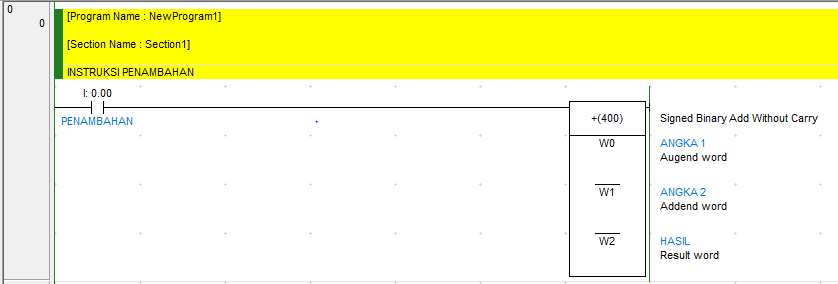 0
0
[Program Name : NewProgram1]
[Section Name : Section1]
INSTRUKSI PENAMBAHAN
I: 0.00
PENAMBAHAN
+(400)
Signed Binary Add Without Carry
W0
ANGKA 1
Augend word
W1
ANGKA 2
Addend word
W2
HASIL
Result word